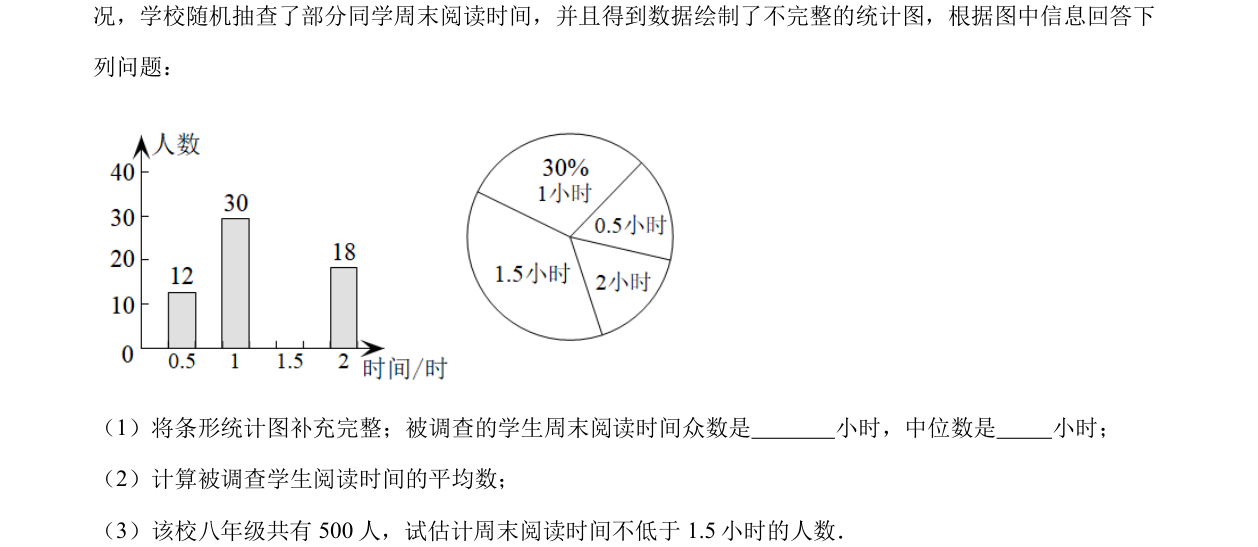 况，学校随机抽查了部分同学周末阅读时间，并且得到数据绘制了不完整的统计图，根据图中信息回答下
列问题：
人数
40
30
20
10
0
12
30
18
0.5
1
1.5
2
时间/时
30%
1小时
0.5小时
1.5小时
2小时
（1）将条形统计图补充完整；被调查的学生周末阅读时间众数是_______小时，中位数是_____小时；
（2）计算被调查学生阅读时间的平均数；
（3）该校八年级共有 500 人，试估计周末阅读时间不低于 1.5 小时的人数．